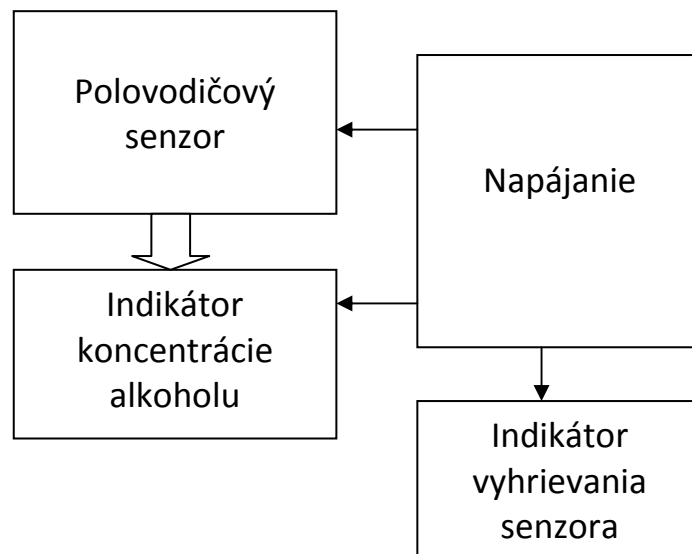 Polovodičový
senzor
Napájanie
Indikátor
koncentrácie
alkoholu
Indikátor
vyhrievania
senzora